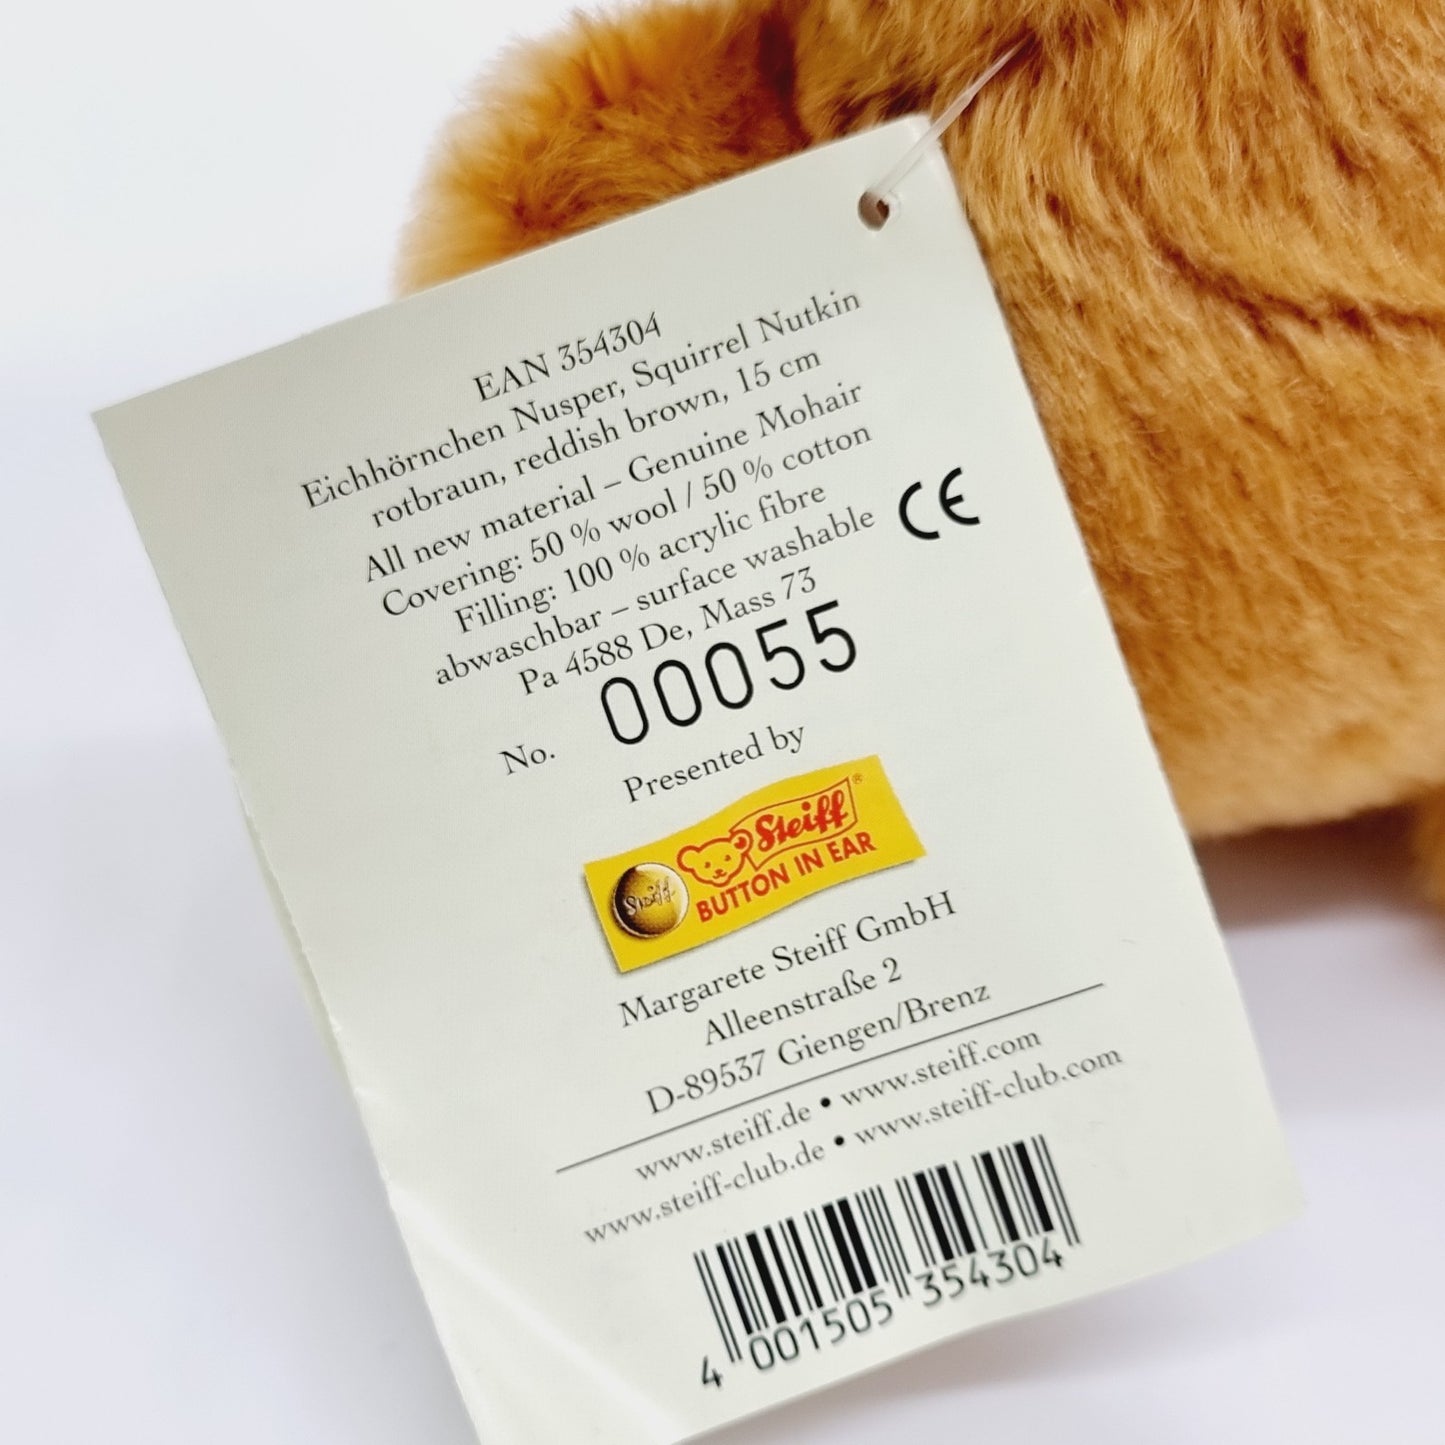 EAN 354304
Eichhörnchen Nusper, Squirrel Nutkin
rotbraun, reddish brown, 15 cm
All new material – Genuine Mohair
Covering: 50 % wool / 50 % cotton
Filling: 100 % acrylic fibre
abwaschbar – surface washable
CE
Pa 4588 De, Mass 73
No. 00055
Presented by
Steiff®
BUTTON IN EAR
Steiff
Margarete Steiff GmbH
Alleenstraße 2
D-89537 Giengen/Brenz
www.steiff.de • www.steiff.com
www.steiff-club.de • www.steiff-club.com
4 001505 354304